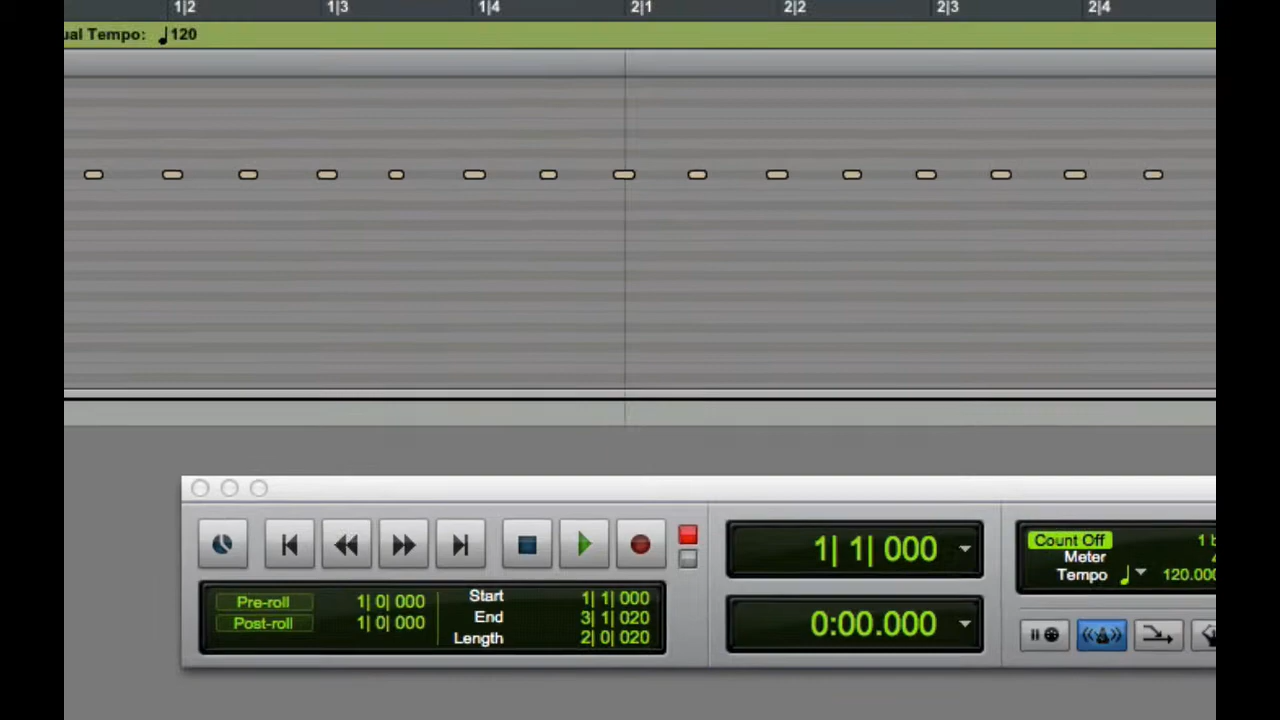 1|2 1|3 1|4 2|1 2|2 2|3 2|4
ual Tempo: ♩120
1| 1| 000
Count Off 1 b
Meter
Tempo ♩ 120.000
Pre-roll 1| 0| 000
Post-roll 1| 0| 000
Start 1| 1| 000
End 3| 1| 020
Length 2| 0| 020
0:00.000